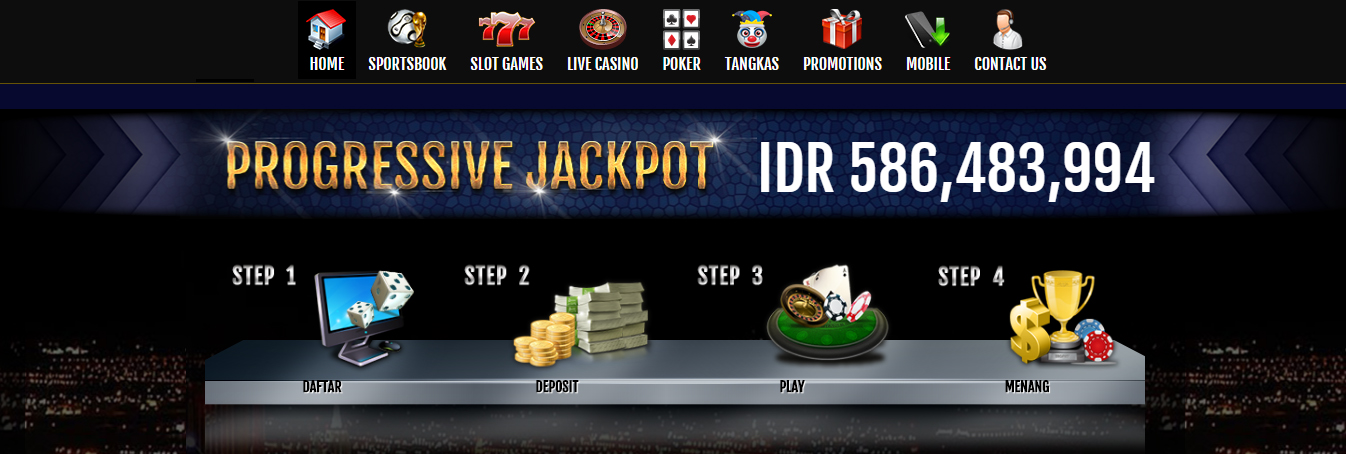 HOME SPORTSBOOK SLOT GAMES LIVE CASINO POKER TANGKAS PROMOTIONS MOBILE CONTACT US
PROGRESSIVE JACKPOT IDR 586,483,994
STEP 1 STEP 2 STEP 3 STEP 4
DAFTAR DEPOSIT PLAY MENANG